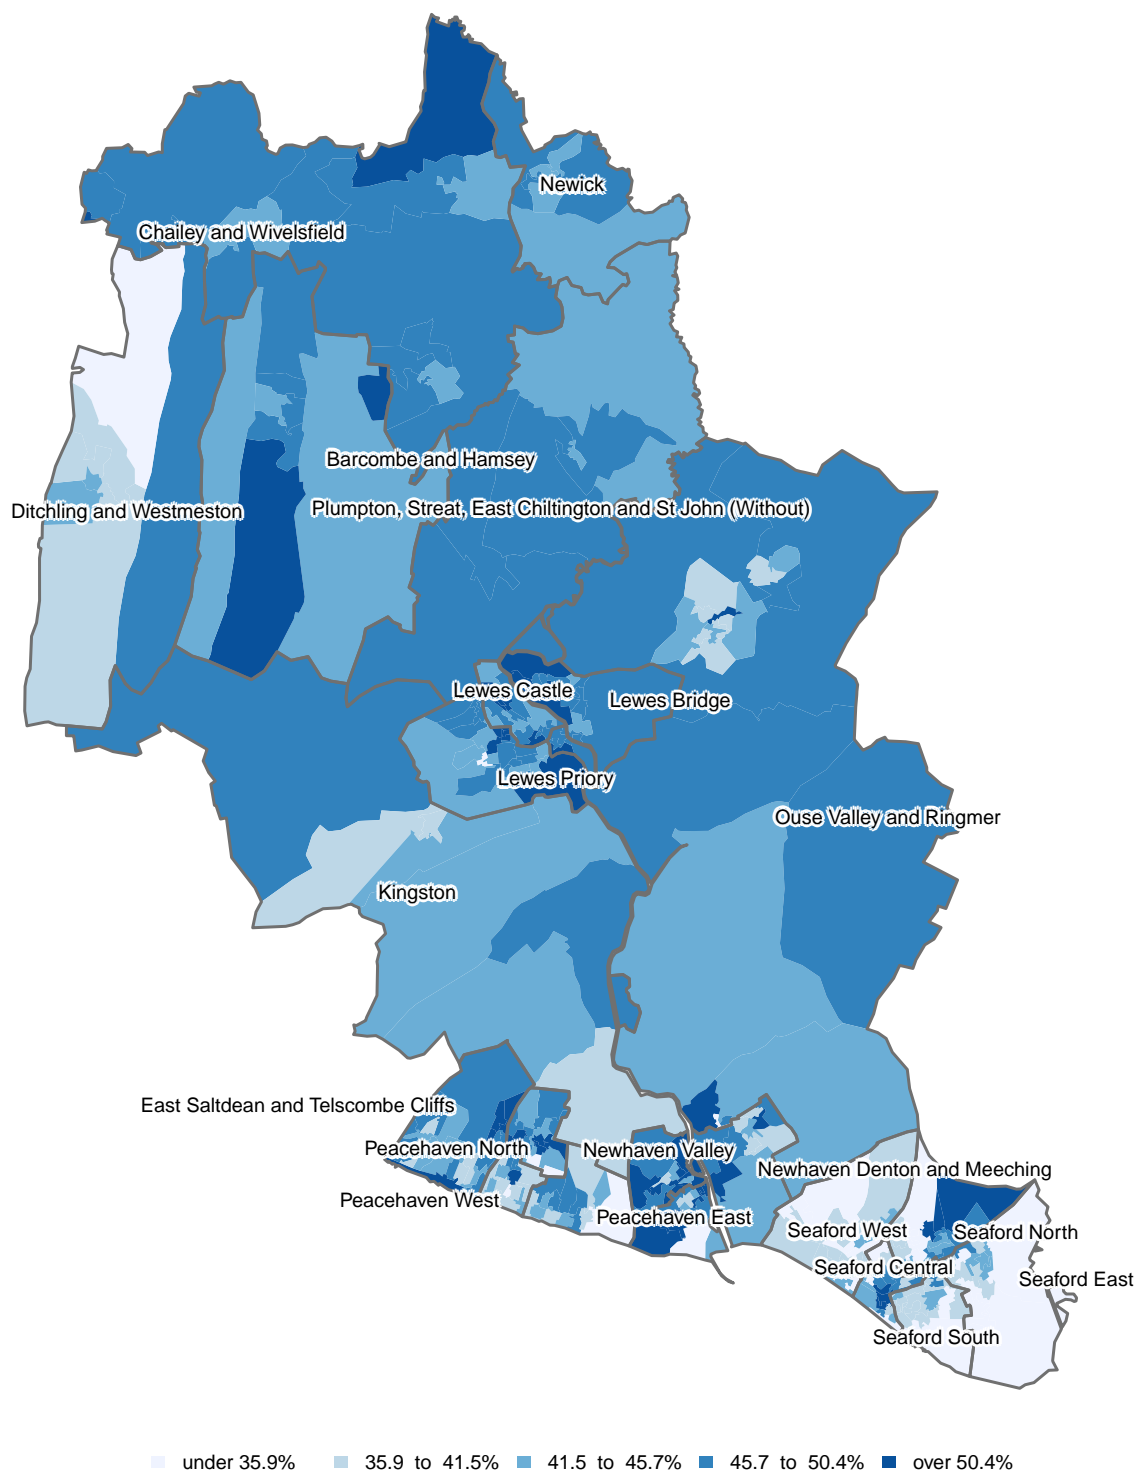 Newick
Chailey and Wivelsfield
Barcombe and Hamsey
Ditchling and Westmeston
Plumpton, Streat, East Chiltington and St John (Without)
Lewes Castle
Lewes Bridge
Lewes Priory
Ouse Valley and Ringmer
Kingston
East Saltdean and Telscombe Cliffs
Peacehaven North
Newhaven Valley
Newhaven Denton and Meeching
Peacehaven West
Peacehaven East
Seaford West
Seaford North
Seaford Central
Seaford East
Seaford South
under 35.9% 35.9 to 41.5% 41.5 to 45.7% 45.7 to 50.4% over 50.4%